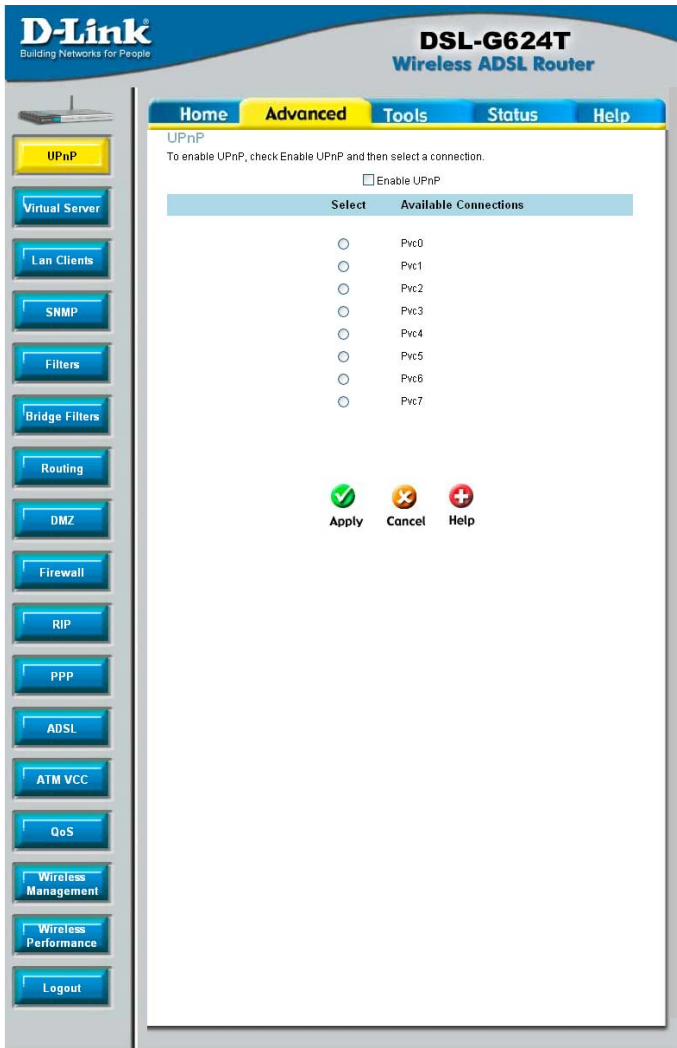 D-Link
Building Networks for People
DSL-G624T
Wireless ADSL Router
Home Advanced Tools Status Help
UPnP
Virtual Server
Lan Clients
SNMP
Filters
Bridge Filters
Routing
DMZ
Firewall
RIP
PPP
ADSL
ATM VCC
QoS
Wireless
Management
Wireless
Performance
Logout
UPnP
To enable UPnP, check Enable UPnP and then select a connection.
Enable UPnP
Select Available Connections
Pvc0
Pvc1
Pvc2
Pvc3
Pvc4
Pvc5
Pvc6
Pvc7
Apply Cancel Help